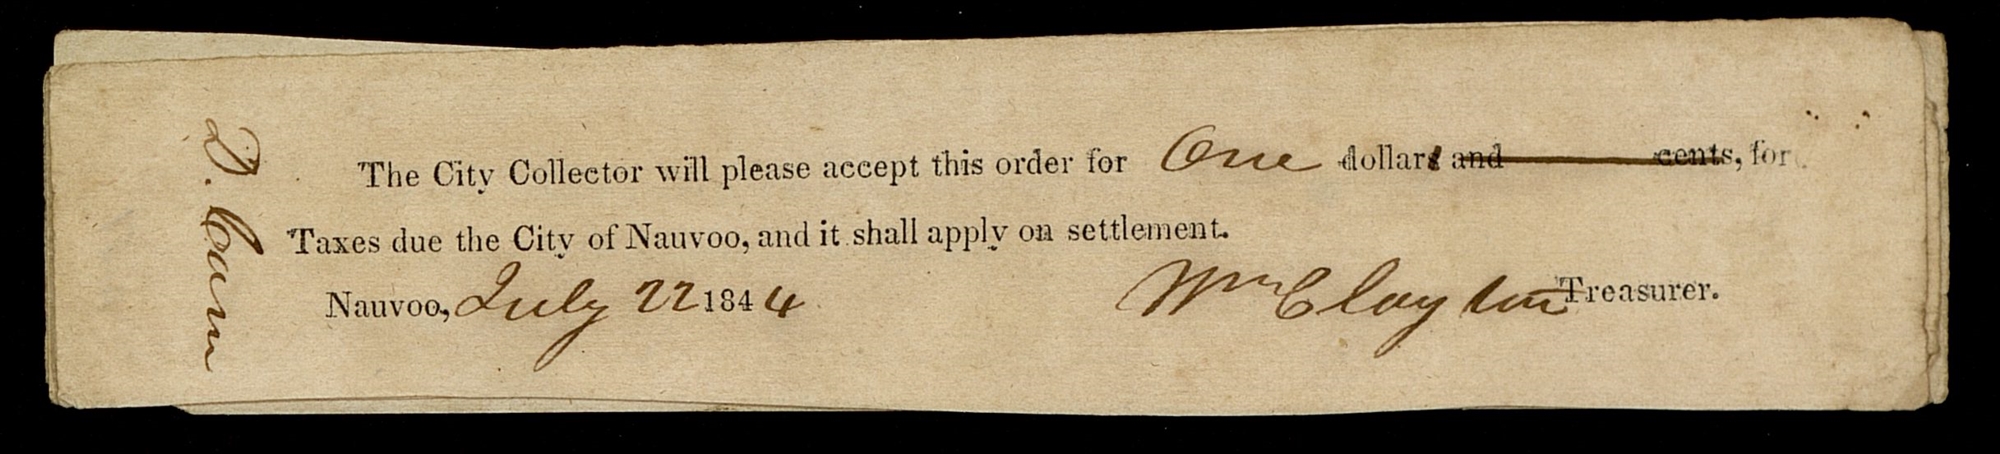 D. Carn
The City Collector will please accept this order for One dollars and cents, for
Taxes due the City of Nauvoo, and it shall apply on settlement.
Nauvoo, July 22 1844 Wm Clayton Treasurer.